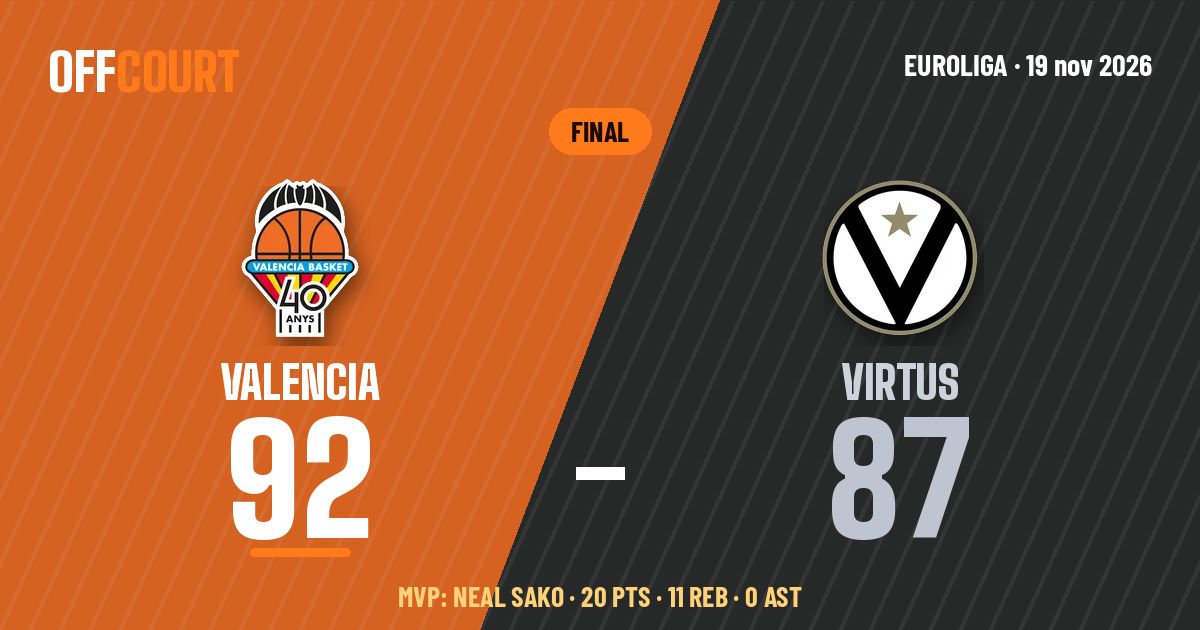 OFFCOURT
EUROLIGA · 19 nov 2026
FINAL
VALENCIA BASKET
40
ANYS
V
VALENCIA
VIRTUS
92
–
87
MVP: NEAL SAKO · 20 PTS · 11 REB · 0 AST